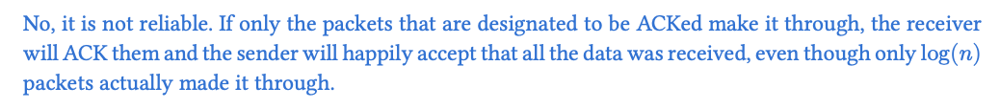 No, it is not reliable. If only the packets that are designated to be ACKed make it through, the receiver
will ACK them and the sender will happily accept that all the data was received, even though only log(n)
packets actually made it through.